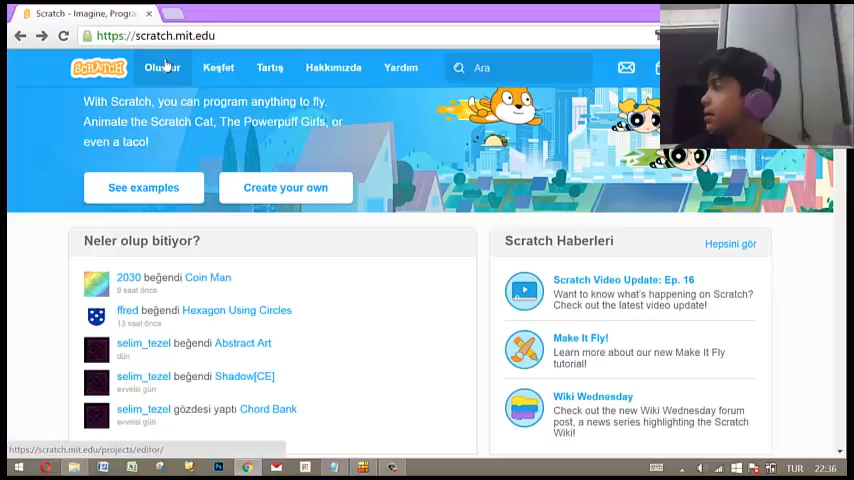 Scratch - Imagine, Progra
https://scratch.mit.edu
SCRATCH
Oluştur
Keşfet
Tartış
Hakkımızda
Yardım
Ara
With Scratch, you can program anything to fly.
Animate the Scratch Cat, The Powerpuff Girls, or
even a taco!
See examples
Create your own
Neler olup bitiyor?
2030 beğendi Coin Man
9 saat önce
ffred beğendi Hexagon Using Circles
13 saat önce
selim_tezel beğendi Abstract Art
dün
selim_tezel beğendi Shadow[CE]
evvelsi gün
selim_tezel gözdesi yaptı Chord Bank
evvelsi gün
Scratch Haberleri
Hepsini gör
Scratch Video Update: Ep. 16
Want to know what's happening on Scratch?
Check out the latest video update!
Make It Fly!
Learn more about our new Make It Fly
tutorial!
Wiki Wednesday
Check out the new Wiki Wednesday forum
post, a news series highlighting the Scratch
Wiki!
https://scratch.mit.edu/projects/editor/
TUR
22:36